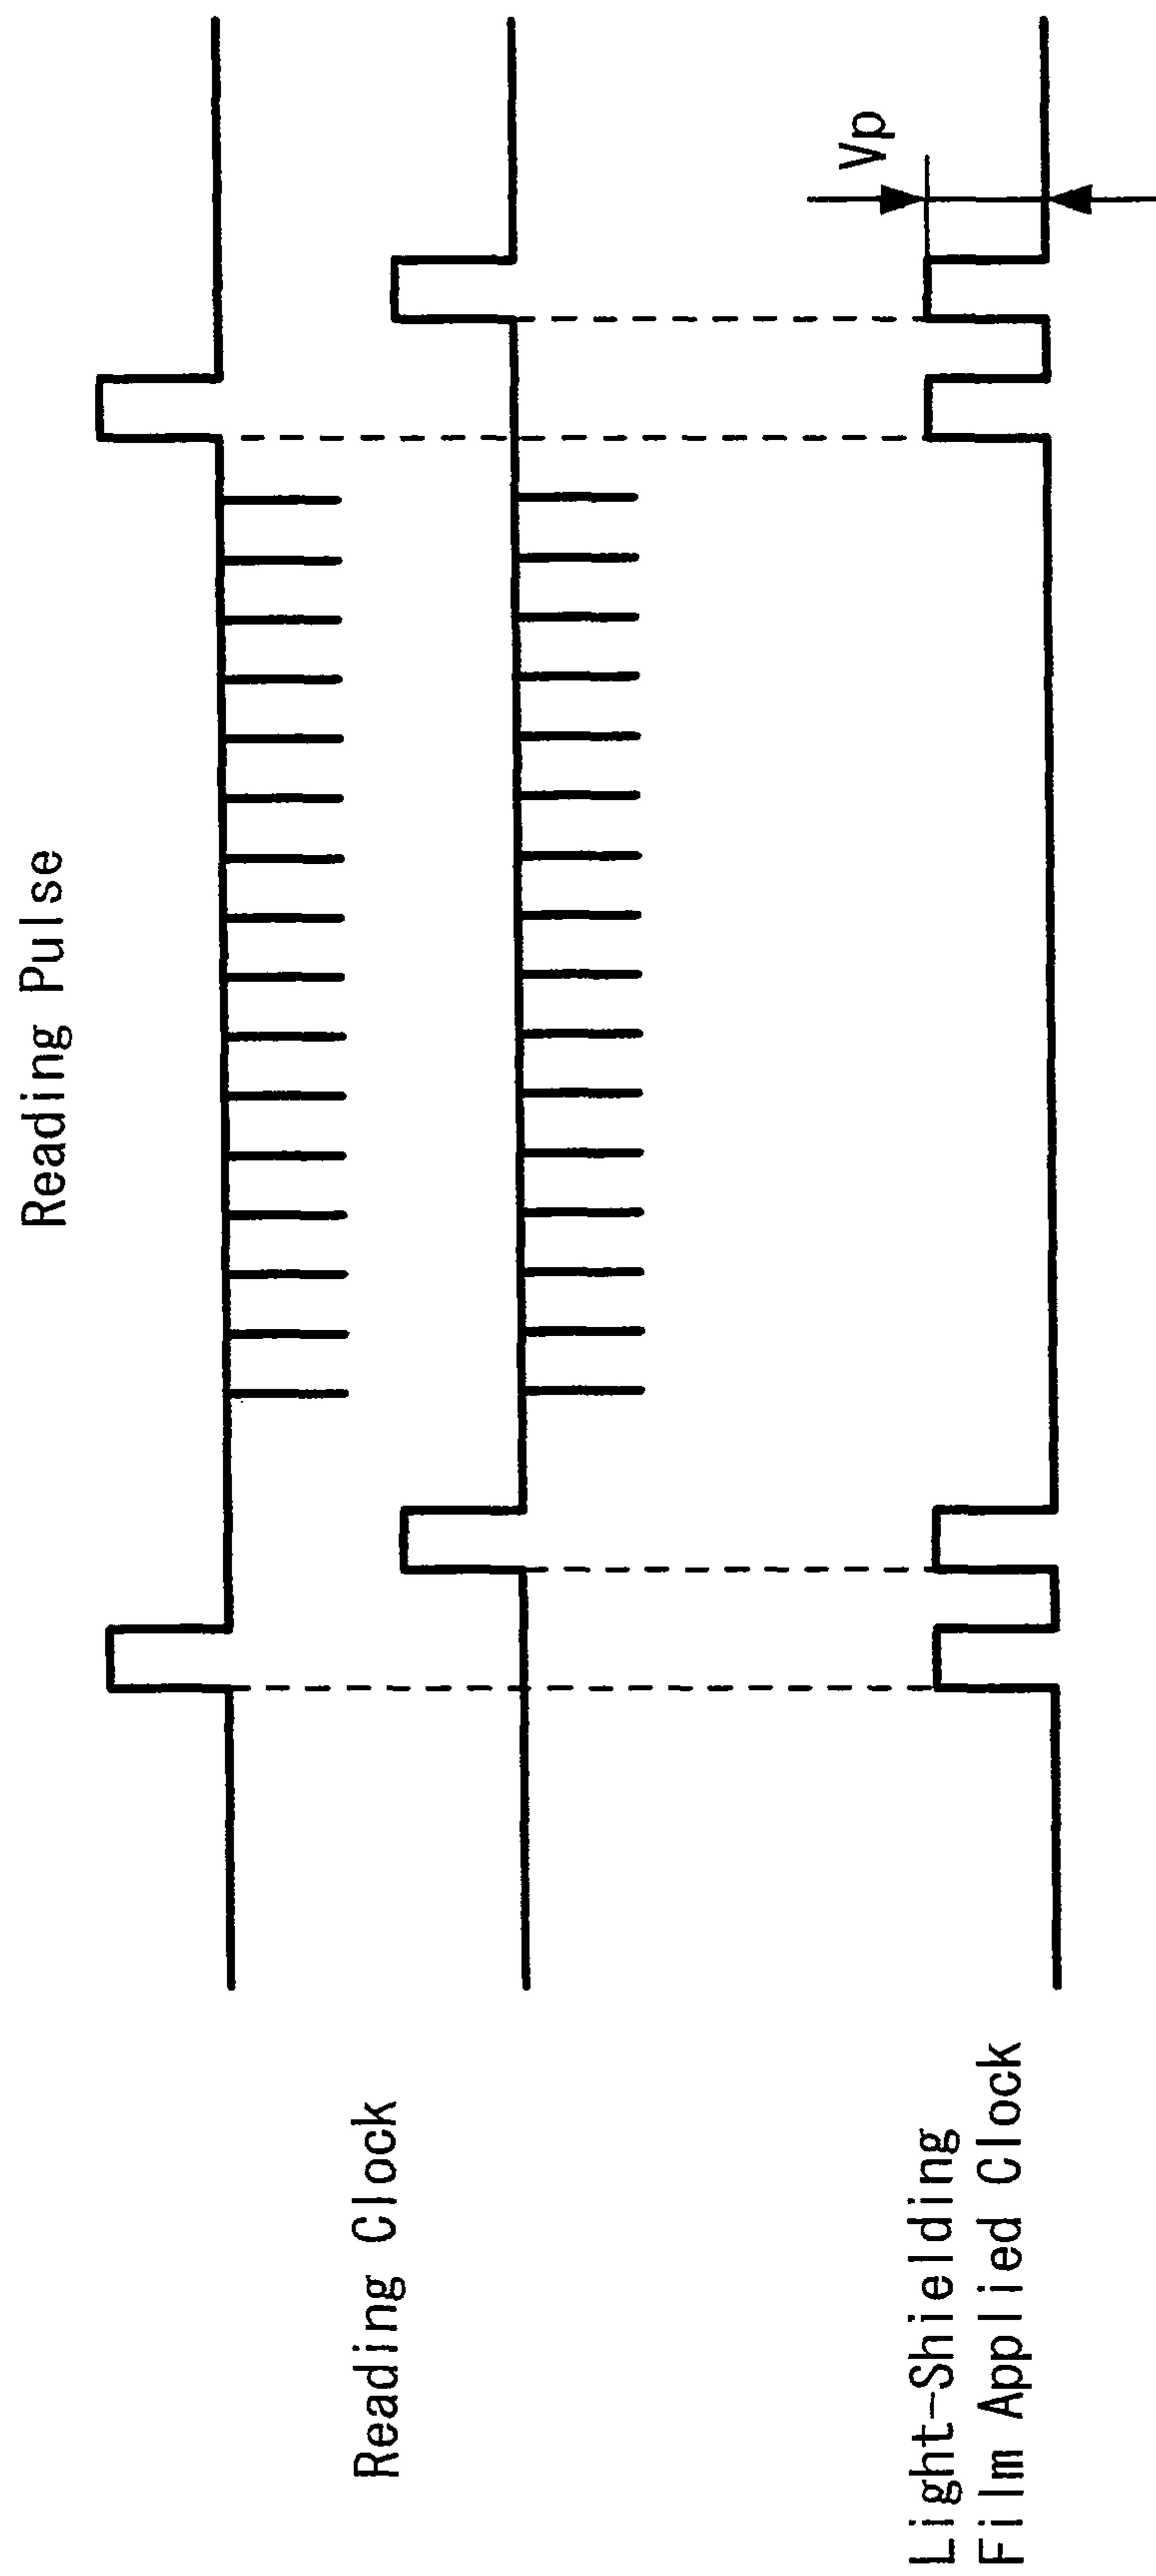 Reading Pulse
Reading Clock
Vp
Light-Shielding
Film Applied Clock